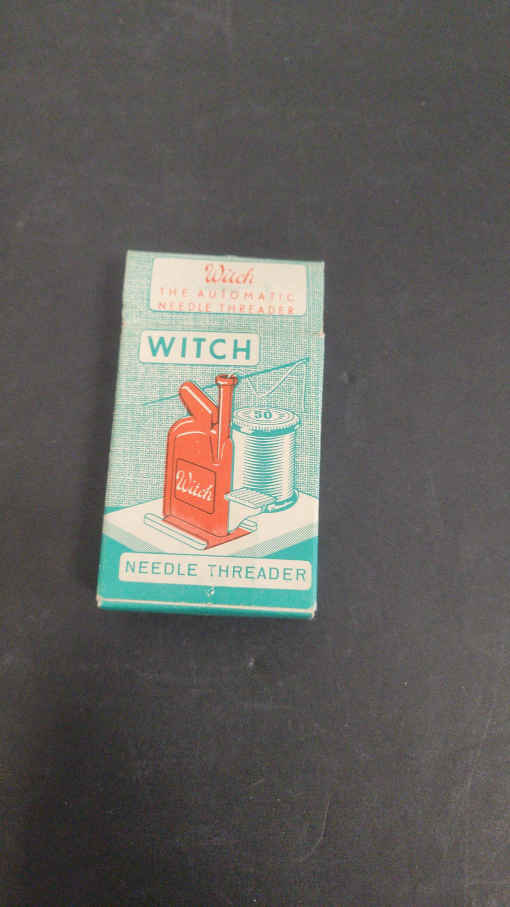 Witch
THE AUTOMATIC
NEEDLE THREADER
WITCH
50
Witch
NEEDLE THREADER